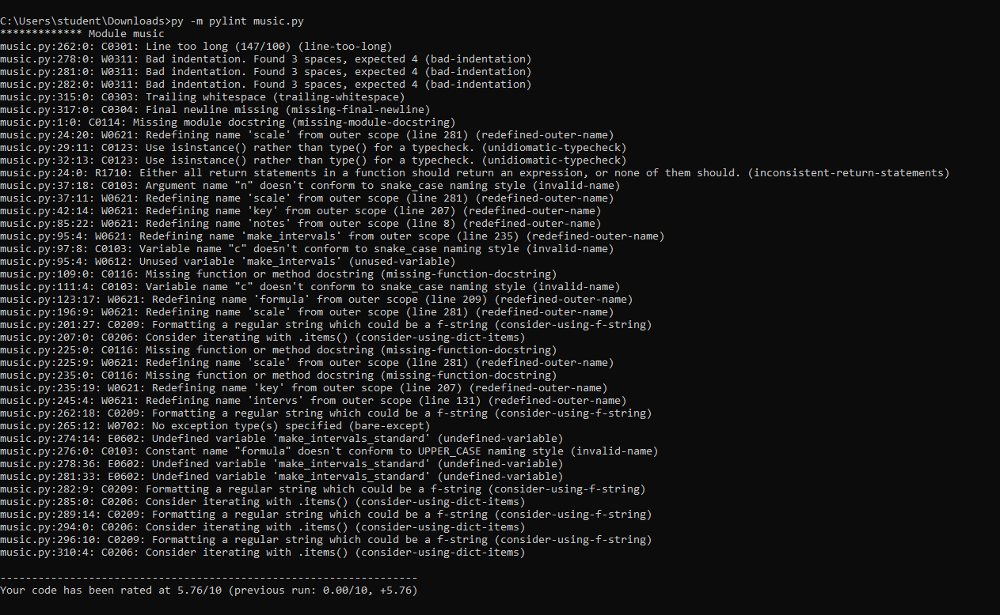 C:\Users\student\Downloads>py -m pylint music.py
************* Module music
music.py:262:0: C0301: Line too long (147/100) (line-too-long)
music.py:278:0: W0311: Bad indentation. Found 3 spaces, expected 4 (bad-indentation)
music.py:281:0: W0311: Bad indentation. Found 3 spaces, expected 4 (bad-indentation)
music.py:282:0: W0311: Bad indentation. Found 3 spaces, expected 4 (bad-indentation)
music.py:315:0: C0303: Trailing whitespace (trailing-whitespace)
music.py:317:0: C0304: Final newline missing (missing-final-newline)
music.py:1:0: C0114: Missing module docstring (missing-module-docstring)
music.py:24:20: W0621: Redefining name 'scale' from outer scope (line 281) (redefined-outer-name)
music.py:29:11: C0123: Use isinstance() rather than type() for a typecheck. (unidiomatic-typecheck)
music.py:32:13: C0123: Use isinstance() rather than type() for a typecheck. (unidiomatic-typecheck)
music.py:24:0: R1710: Either all return statements in a function should return an expression, or none of them should. (inconsistent-return-statements)
music.py:37:18: C0103: Argument name "n" doesn't conform to snake_case naming style (invalid-name)
music.py:37:11: W0621: Redefining name 'scale' from outer scope (line 281) (redefined-outer-name)
music.py:42:14: W0621: Redefining name 'key' from outer scope (line 207) (redefined-outer-name)
music.py:85:22: W0621: Redefining name 'notes' from outer scope (line 8) (redefined-outer-name)
music.py:95:4: W0621: Redefining name 'make_intervals' from outer scope (line 235) (redefined-outer-name)
music.py:97:8: C0103: Variable name "c" doesn't conform to snake_case naming style (invalid-name)
music.py:95:4: W0612: Unused variable 'make_intervals' (unused-variable)
music.py:109:0: C0116: Missing function or method docstring (missing-function-docstring)
music.py:111:4: C0103: Variable name "c" doesn't conform to snake_case naming style (invalid-name)
music.py:123:17: W0621: Redefining name 'formula' from outer scope (line 209) (redefined-outer-name)
music.py:196:9: W0621: Redefining name 'scale' from outer scope (line 281) (redefined-outer-name)
music.py:201:27: C0209: Formatting a regular string which could be a f-string (consider-using-f-string)
music.py:207:0: C0206: Consider iterating with .items() (consider-using-dict-items)
music.py:225:0: C0116: Missing function or method docstring (missing-function-docstring)
music.py:225:9: W0621: Redefining name 'scale' from outer scope (line 281) (redefined-outer-name)
music.py:235:0: C0116: Missing function or method docstring (missing-function-docstring)
music.py:235:19: W0621: Redefining name 'key' from outer scope (line 207) (redefined-outer-name)
music.py:245:4: W0621: Redefining name 'intervs' from outer scope (line 131) (redefined-outer-name)
music.py:262:18: C0209: Formatting a regular string which could be a f-string (consider-using-f-string)
music.py:265:12: W0702: No exception type(s) specified (bare-except)
music.py:274:14: E0602: Undefined variable 'make_intervals_standard' (undefined-variable)
music.py:276:0: C0103: Constant name "formula" doesn't conform to UPPER_CASE naming style (invalid-name)
music.py:278:36: E0602: Undefined variable 'make_intervals_standard' (undefined-variable)
music.py:281:33: E0602: Undefined variable 'make_intervals_standard' (undefined-variable)
music.py:282:9: C0209: Formatting a regular string which could be a f-string (consider-using-f-string)
music.py:285:0: C0206: Consider iterating with .items() (consider-using-dict-items)
music.py:289:14: C0209: Formatting a regular string which could be a f-string (consider-using-f-string)
music.py:294:0: C0206: Consider iterating with .items() (consider-using-dict-items)
music.py:296:10: C0209: Formatting a regular string which could be a f-string (consider-using-f-string)
music.py:310:4: C0206: Consider iterating with .items() (consider-using-dict-items)
------------------------------------------------------------------
Your code has been rated at 5.76/10 (previous run: 0.00/10, +5.76)